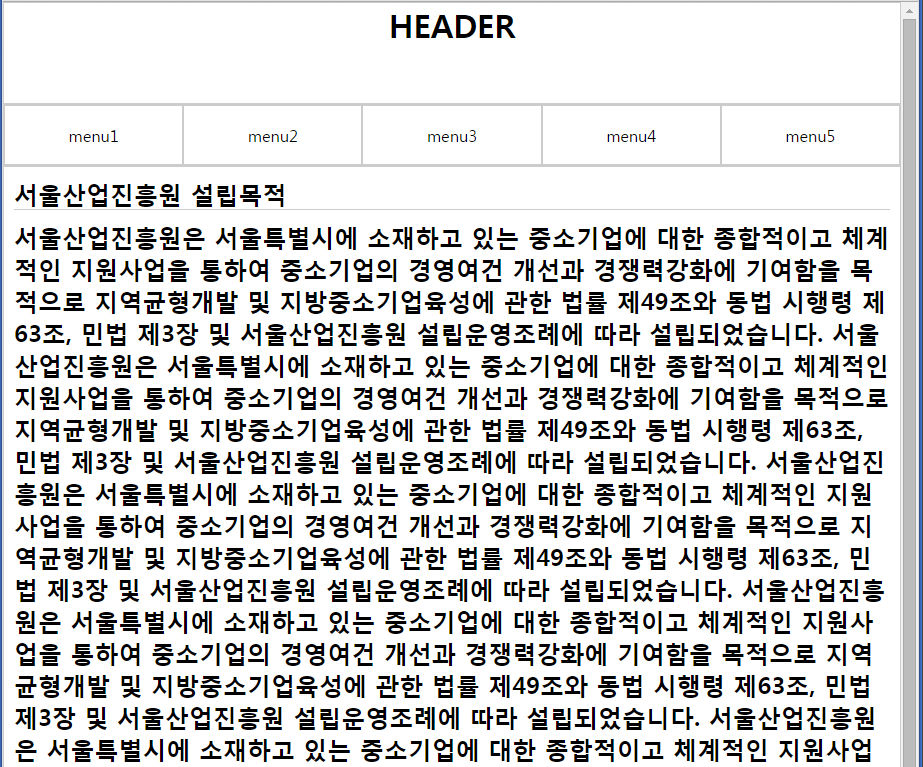 HEADER
menu1 menu2 menu3 menu4 menu5
서울산업진흥원 설립목적
서울산업진흥원은 서울특별시에 소재하고 있는 중소기업에 대한 종합적이고 체계
적인 지원사업을 통하여 중소기업의 경영여건 개선과 경쟁력강화에 기여함을 목
적으로 지역균형개발 및 지방중소기업육성에 관한 법률 제49조와 동법 시행령 제
63조, 민법 제3장 및 서울산업진흥원 설립운영조례에 따라 설립되었습니다. 서울
산업진흥원은 서울특별시에 소재하고 있는 중소기업에 대한 종합적이고 체계적인
지원사업을 통하여 중소기업의 경영여건 개선과 경쟁력강화에 기여함을 목적으로
지역균형개발 및 지방중소기업육성에 관한 법률 제49조와 동법 시행령 제63조,
민법 제3장 및 서울산업진흥원 설립운영조례에 따라 설립되었습니다. 서울산업진
흥원은 서울특별시에 소재하고 있는 중소기업에 대한 종합적이고 체계적인 지원
사업을 통하여 중소기업의 경영여건 개선과 경쟁력강화에 기여함을 목적으로 지
역균형개발 및 지방중소기업육성에 관한 법률 제49조와 동법 시행령 제63조, 민
법 제3장 및 서울산업진흥원 설립운영조례에 따라 설립되었습니다. 서울산업진흥
원은 서울특별시에 소재하고 있는 중소기업에 대한 종합적이고 체계적인 지원사
업을 통하여 중소기업의 경영여건 개선과 경쟁력강화에 기여함을 목적으로 지역
균형개발 및 지방중소기업육성에 관한 법률 제49조와 동법 시행령 제63조, 민법
제3장 및 서울산업진흥원 설립운영조례에 따라 설립되었습니다. 서울산업진흥원
은 서울특별시에 소재하고 있는 중소기업에 대한 종합적이고 체계적인 지원사업